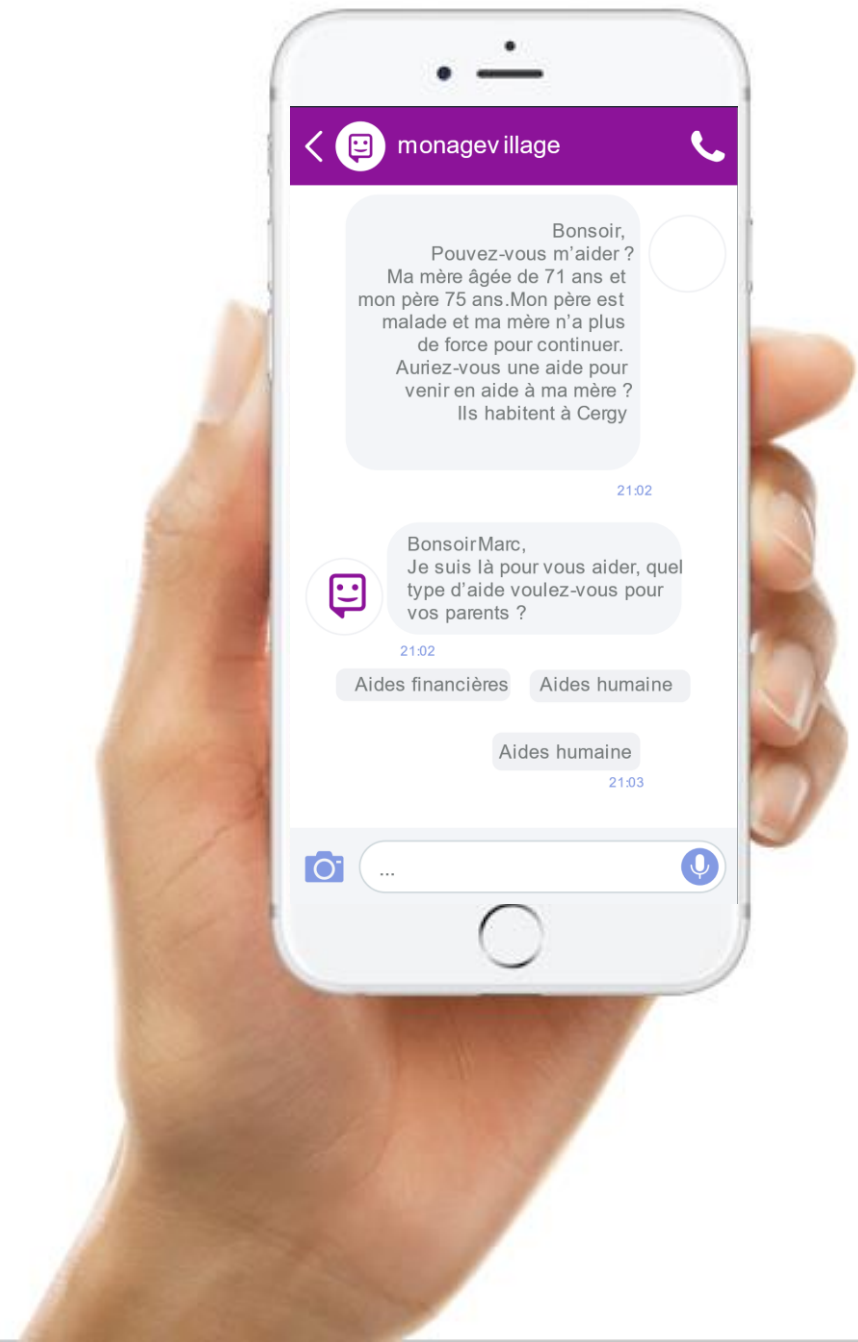 monagev illage
Bonsoir,
Pouvez-vous m’aider ?
Ma mère âgée de 71 ans et
mon père 75 ans.Mon père est
malade et ma mère n’a plus
de force pour continuer.
Auriez-vous une aide pour
venir en aide à ma mère ?
Ils habitent à Cergy
21:02
Bonsoir Marc,
Je suis là pour vous aider, quel
type d’aide voulez-vous pour
vos parents ?
21:02
Aides financières Aides humaine
Aides humaine
21:03
...